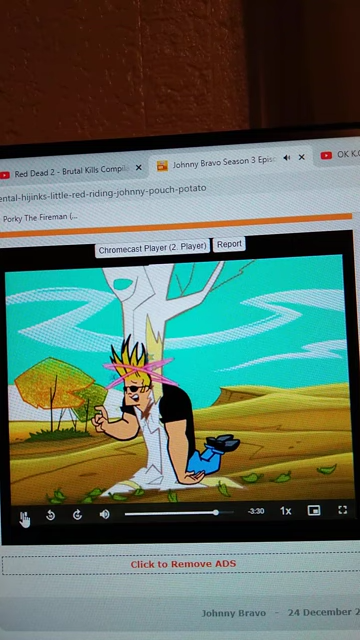 Red Dead 2 - Brutal Kills Compil
Johnny Bravo Season 3 Epis
OK K.O
ental-hijinks-little-red-riding-johnny-pouch-potato
Porky The Fireman (...
Chromecast Player (2. Player)
Report
-3:30
1x
Click to Remove ADS
Johnny Bravo - 24 December 2